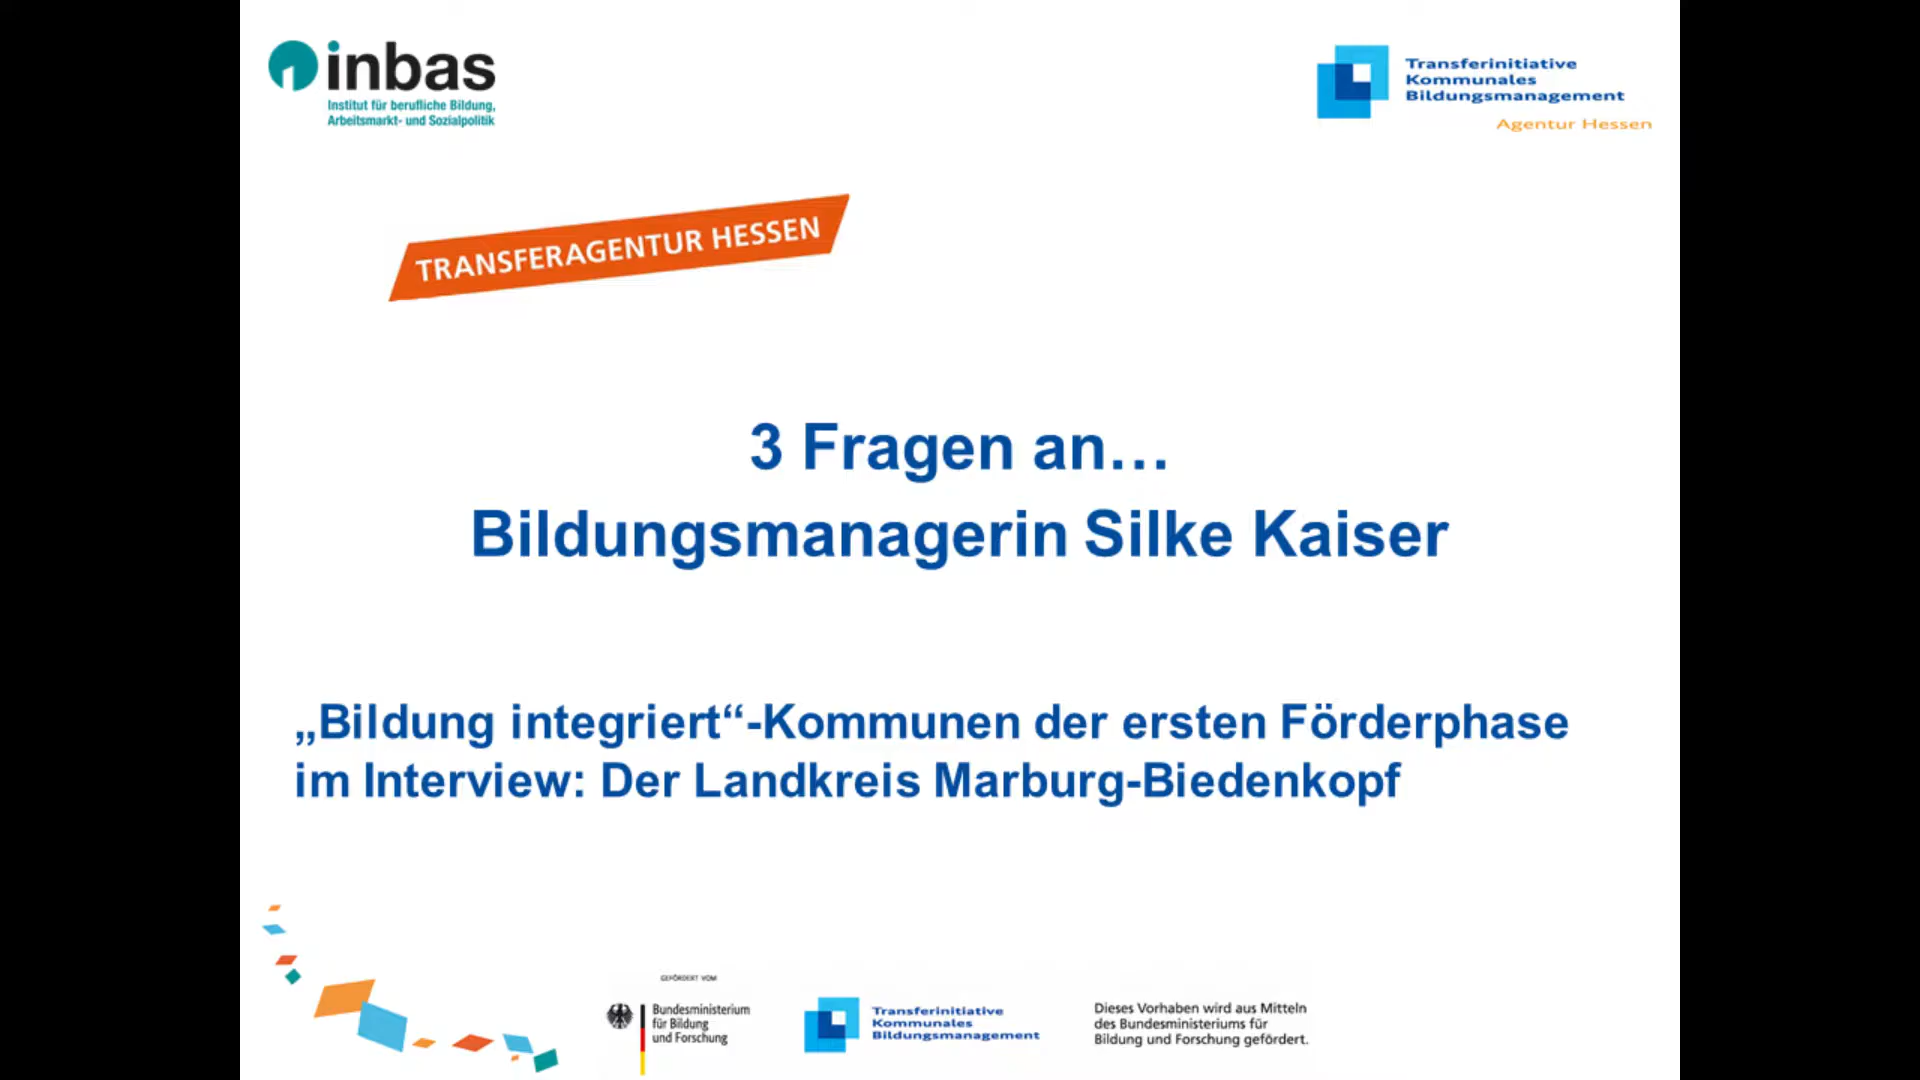 inbas
Institut für berufliche Bildung,
Arbeitsmarkt- und Sozialpolitik
Transferinitiative
Kommunales
Bildungsmanagement
Agentur Hessen
TRANSFERAGENTUR HESSEN
3 Fragen an…
Bildungsmanagerin Silke Kaiser
„Bildung integriert“-Kommunen der ersten Förderphase
im Interview: Der Landkreis Marburg-Biedenkopf
GEFÖRDERT VOM
Bundesministerium
für Bildung
und Forschung
Transferinitiative
Kommunales
Bildungsmanagement
Dieses Vorhaben wird aus Mitteln
des Bundesministeriums für
Bildung und Forschung gefördert.